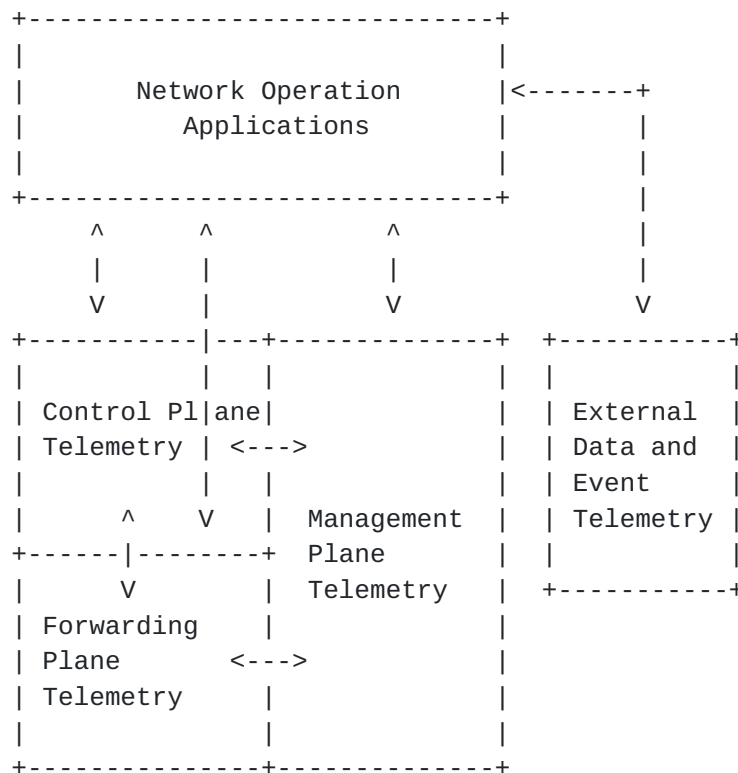 Network Operation
Applications
Control Plane
Telemetry
External
Data and
Event
Telemetry
Management
Plane
Telemetry
Forwarding
Plane
Telemetry